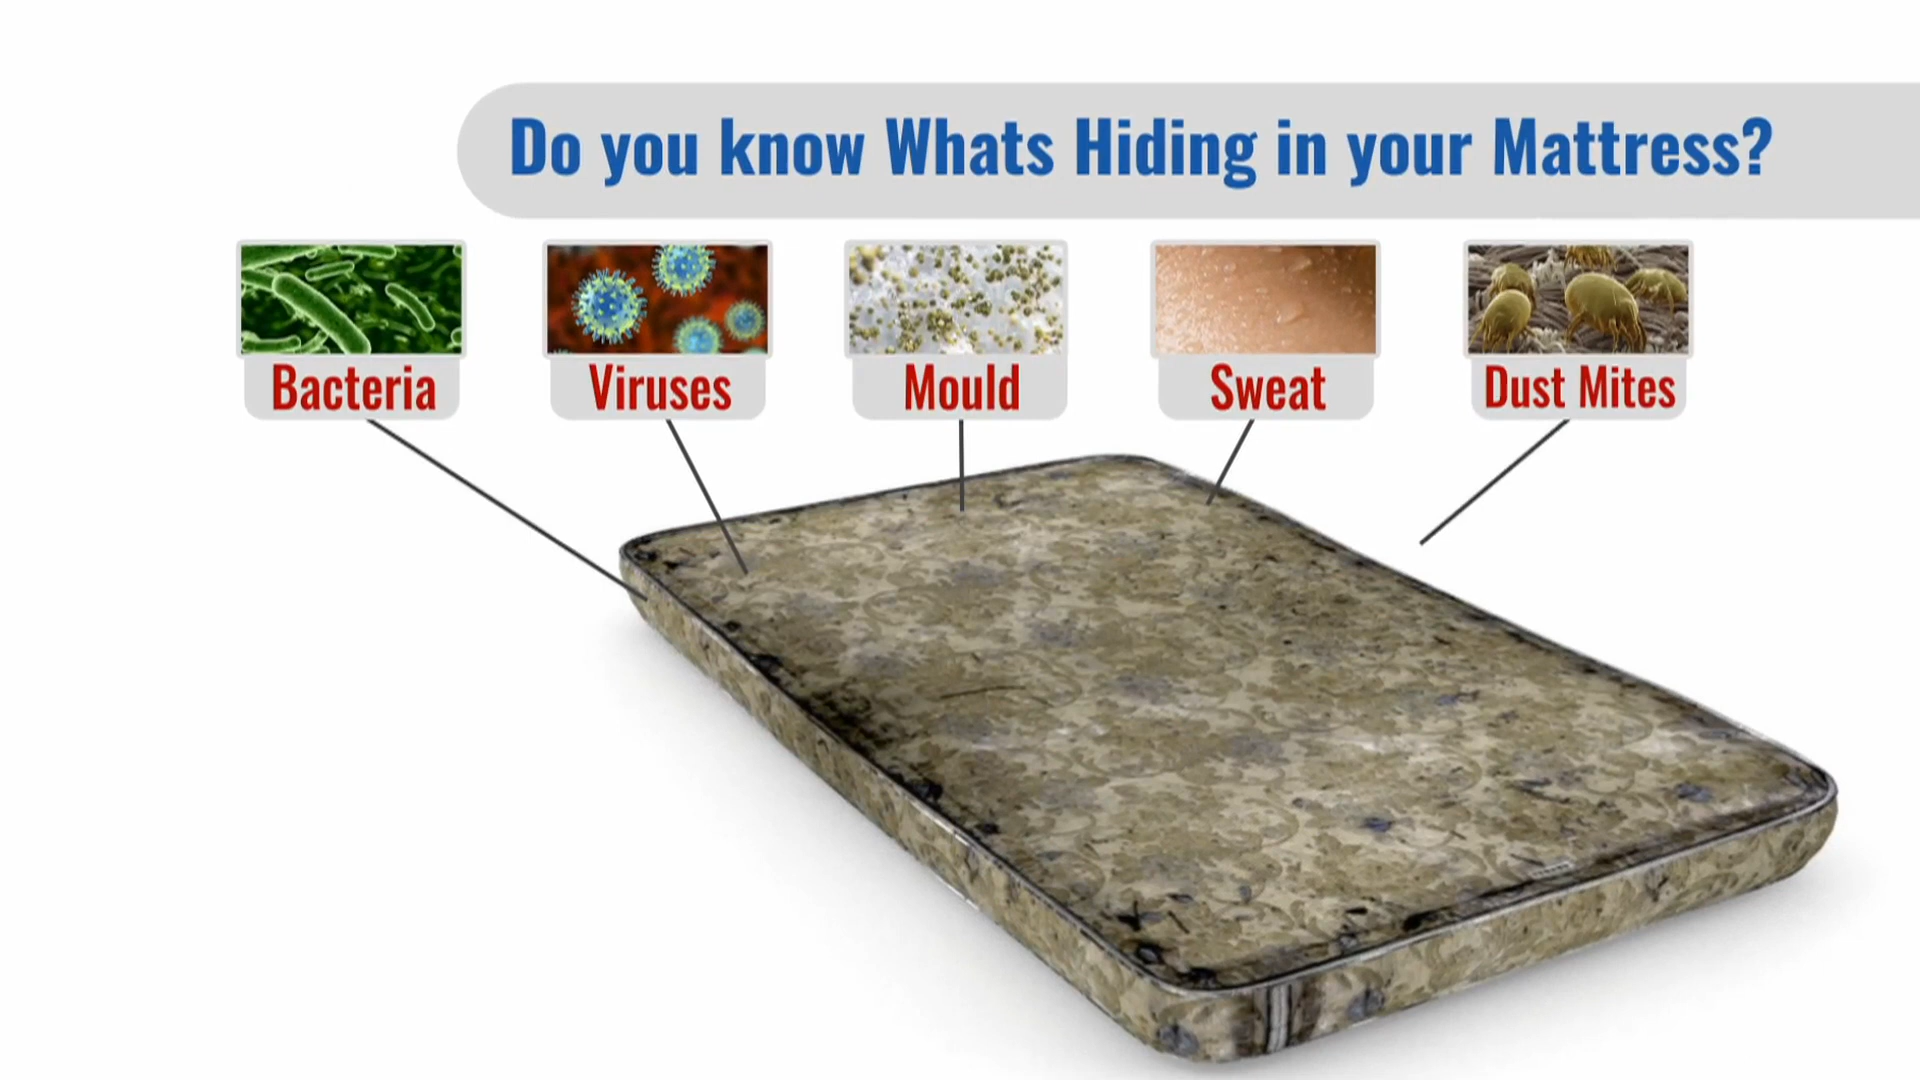 Do you know Whats Hiding in your Mattress?
Bacteria
Viruses
Mould
Sweat
Dust Mites